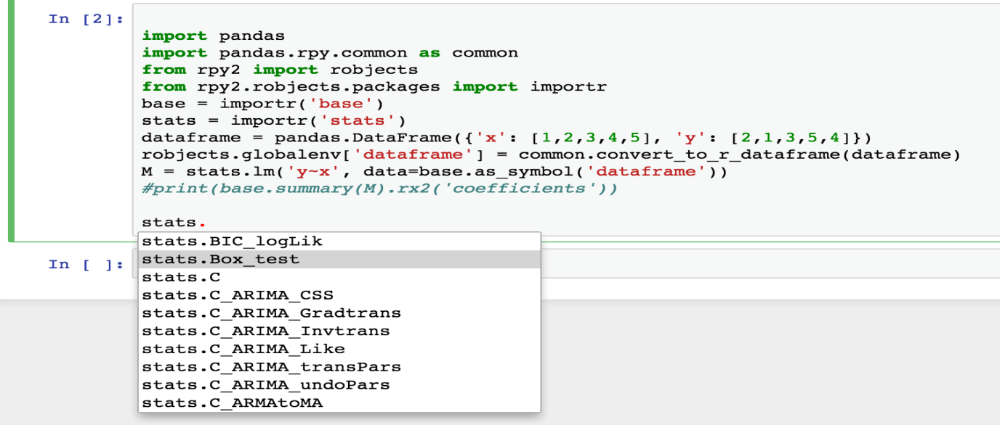 In [2]:
import pandas
import pandas.rpy.common as common
from rpy2 import robjects
from rpy2.robjects.packages import importr
base = importr('base')
stats = importr('stats')
dataframe = pandas.DataFrame({'x': [1,2,3,4,5], 'y': [2,1,3,5,4]})
robjects.globalenv['dataframe'] = common.convert_to_r_dataframe(dataframe)
M = stats.lm('y~x', data=base.as_symbol('dataframe'))
#print(base.summary(M).rx2('coefficients'))
stats.
stats.BIC_logLik
In [ ]:
stats.Box_test
stats.C
stats.C_ARIMA_CSS
stats.C_ARIMA_Gradtrans
stats.C_ARIMA_Invtrans
stats.C_ARIMA_Like
stats.C_ARIMA_transPars
stats.C_ARIMA_undoPars
stats.C_ARMAtoMA